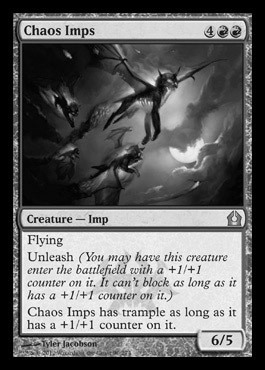 Chaos Imps 4
Creature — Imp
Flying
Unleash (You may have this creature
enter the battlefield with a +1/+1
counter on it. It can't block as long as it
has a +1/+1 counter on it.)
Chaos Imps has trample as long as it
has a +1/+1 counter on it.
6/5
Tyler Jacobson